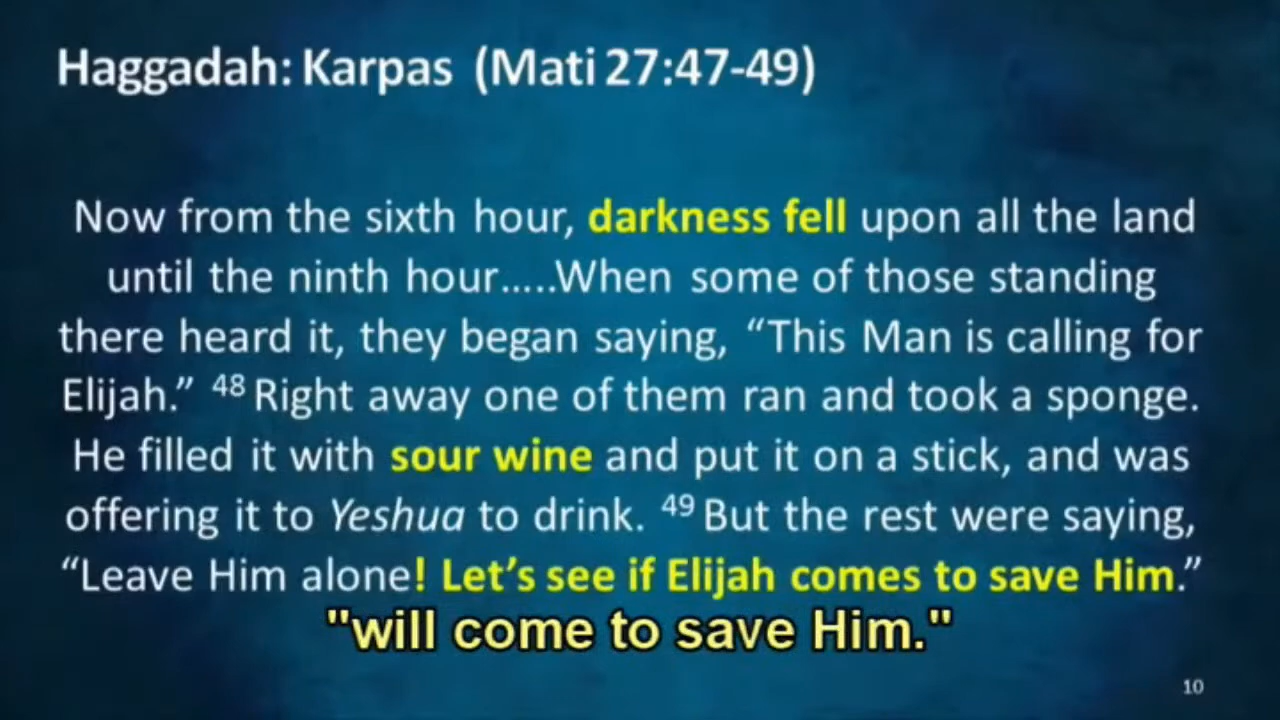 Haggadah: Karpas (Mati 27:47-49)
Now from the sixth hour, darkness fell upon all the land
until the ninth hour.....When some of those standing
there heard it, they began saying, “This Man is calling for
Elijah.” 48 Right away one of them ran and took a sponge.
He filled it with sour wine and put it on a stick, and was
offering it to Yeshua to drink. 49 But the rest were saying,
“Leave Him alone! Let’s see if Elijah comes to save Him.”
"will come to save Him."
10